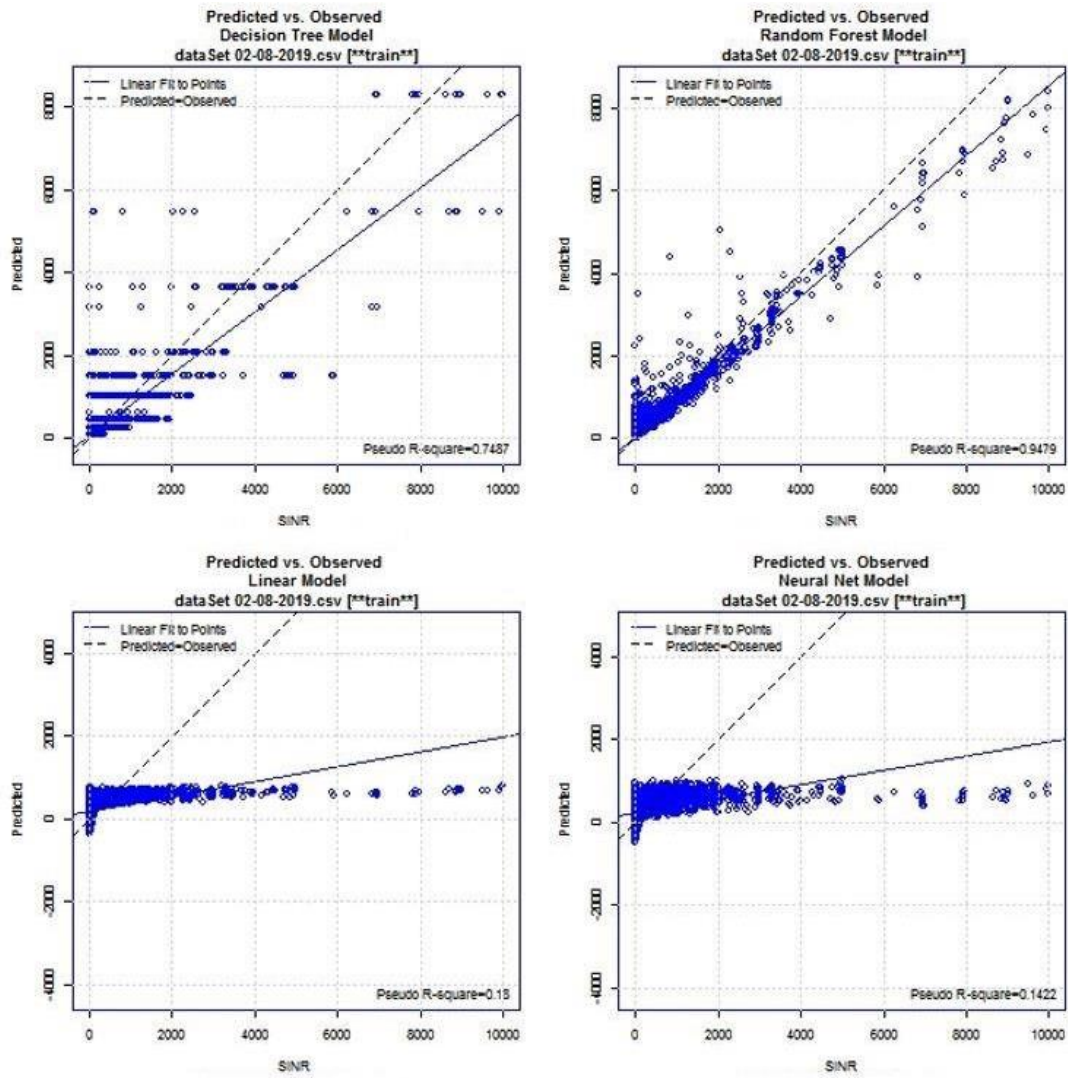 Predicted vs. Observed
Decision Tree Model
dataSet 02-08-2019.csv [**train**]
Linear Fit to Points
Predicted=Observed
8000
6000
4000
2000
0
Predicted
Pseudo R-square=0.7487
0 2000 4000 6000 8000 10000
SINR
Predicted vs. Observed
Random Forest Model
dataSet 02-08-2019.csv [**train**]
Linear Fit to Points
Predicted=Observed
8000
6000
4000
2000
0
Predicted
Pseudo R-square=0.9479
0 2000 4000 6000 8000 10000
SINR
Predicted vs. Observed
Linear Model
dataSet 02-08-2019.csv [**train**]
Linear Fit to Points
Predicted=Observed
4000
2000
0
-2000
-4000
Predicted
Pseudo R-square=0.15
0 2000 4000 6000 8000 10000
SINR
Predicted vs. Observed
Neural Net Model
dataSet 02-08-2019.csv [**train**]
Linear Fit to Points
Predicted=Observed
4000
2000
0
-2000
-4000
Predicted
Pseudo R-square=0.1422
0 2000 4000 6000 8000 10000
SINR